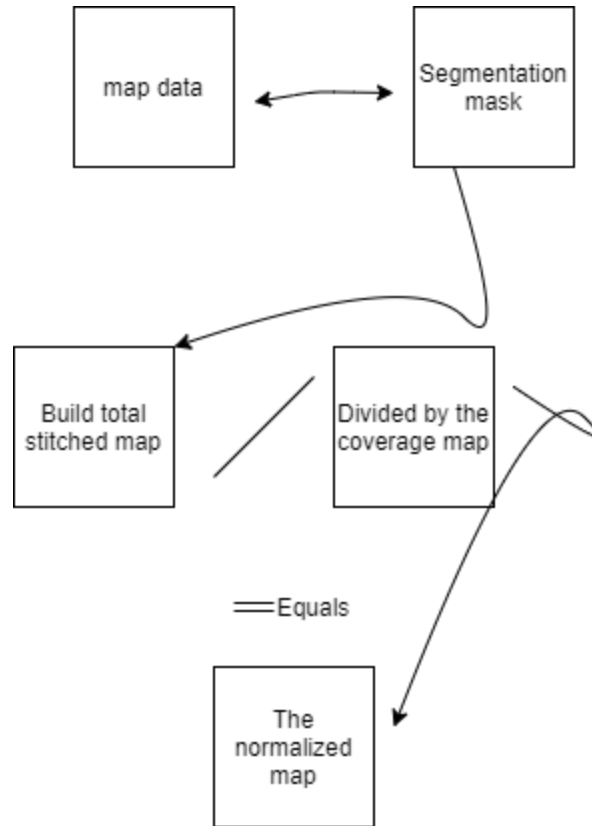 map data
Segmentation
mask
Build total
stitched map
Divided by the
coverage map
Equals
The
normalized
map